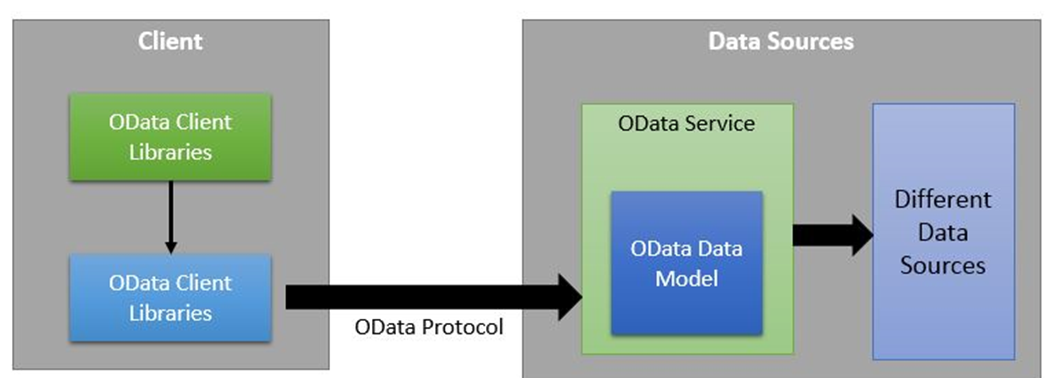 Client
OData Client
Libraries
OData Client
Libraries
OData Protocol
Data Sources
OData Service
OData Data
Model
Different
Data
Sources